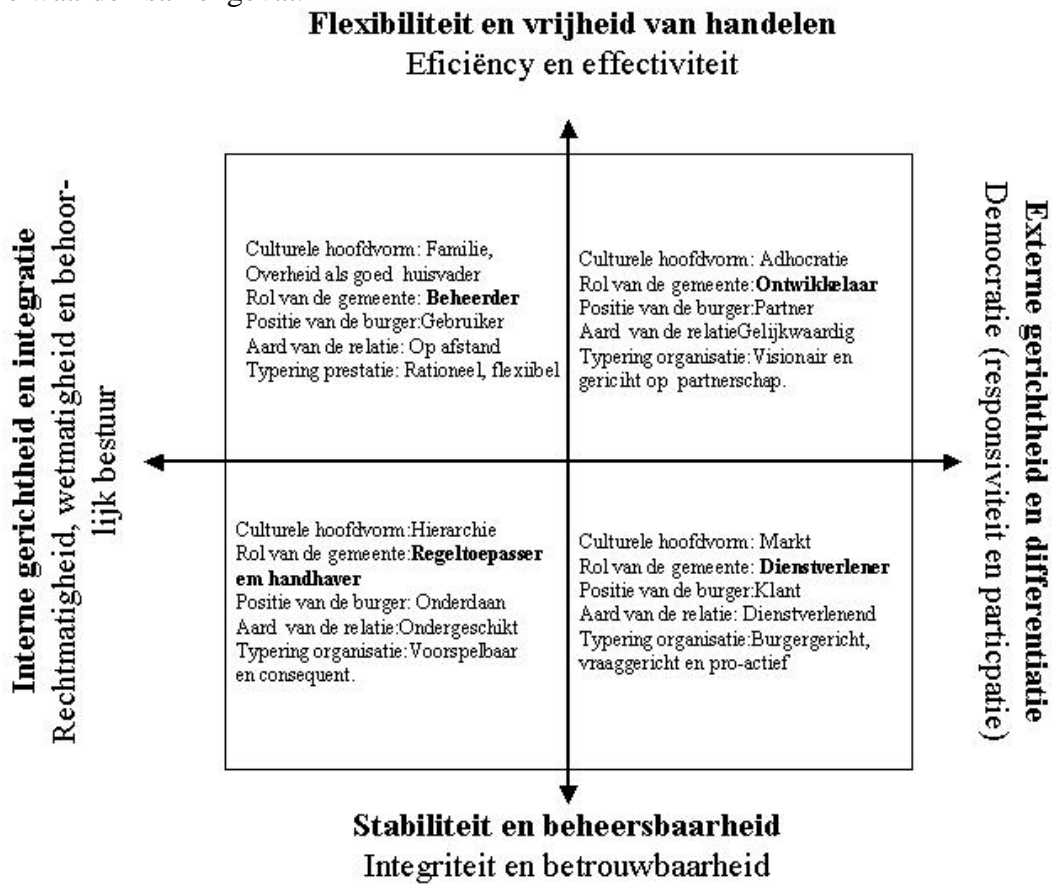 Flexibiliteit en vrijheid van handelen
Eficiëncy en effectiviteit
Interne gerichtheid en integratie
Rechtmatigheid, wetmatigheid en behoor-
lijk bestuur
Culturele hoofdvorm: Familie,
Overheid als goed huisvader
Rol van de gemeente: Beheerder
Positie van de burger:Gebruiker
Aard van de relatie: Op afstand
Typering prestatie: Rationeel, flexiibel
Culturele hoofdvorm: Adhocratie
Rol van de gemeente:Ontwikkelaar
Positie van de burger:Partner
Aard van de relatieGelijkwaardig
Typering organisatie:Visionair en
gericiht op partnerschap.
Culturele hoofdvorm:Hierarchie
Rol van de gemeente:Regeltoepasser
em handhaver
Positie van de burger: Onderdaan
Aard van de relatie:Ondergeschikt
Typering organisatie:Voorspelbaar
en consequent.
Culturele hoofdvorm: Markt
Rol van de gemeente: Dienstverlener
Positie van de burger:Klant
Aard van de relatie: Dienstverlenend
Typering organisatie:Burgergericht,
vraaggericht en pro-actief
Externe gerichtheid en differentiatie
Democratie (responsiviteit en particpatie)
Stabiliteit en beheersbaarheid
Integriteit en betrouwbaarheid